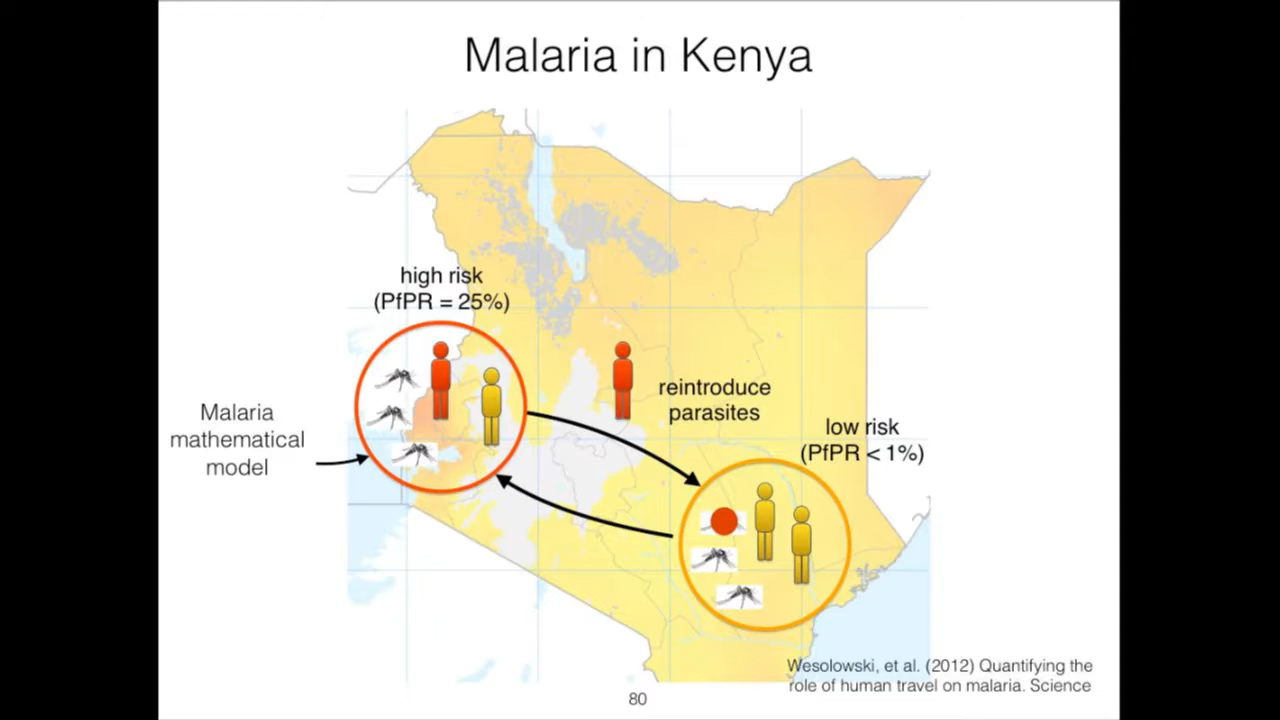 Malaria in Kenya
high risk
(PfPR = 25%)
reintroduce
parasites
Malaria
mathematical
model
low risk
(PfPR < 1%)
Wesolowski, et al. (2012) Quantifying the
role of human travel on malaria. Science
80